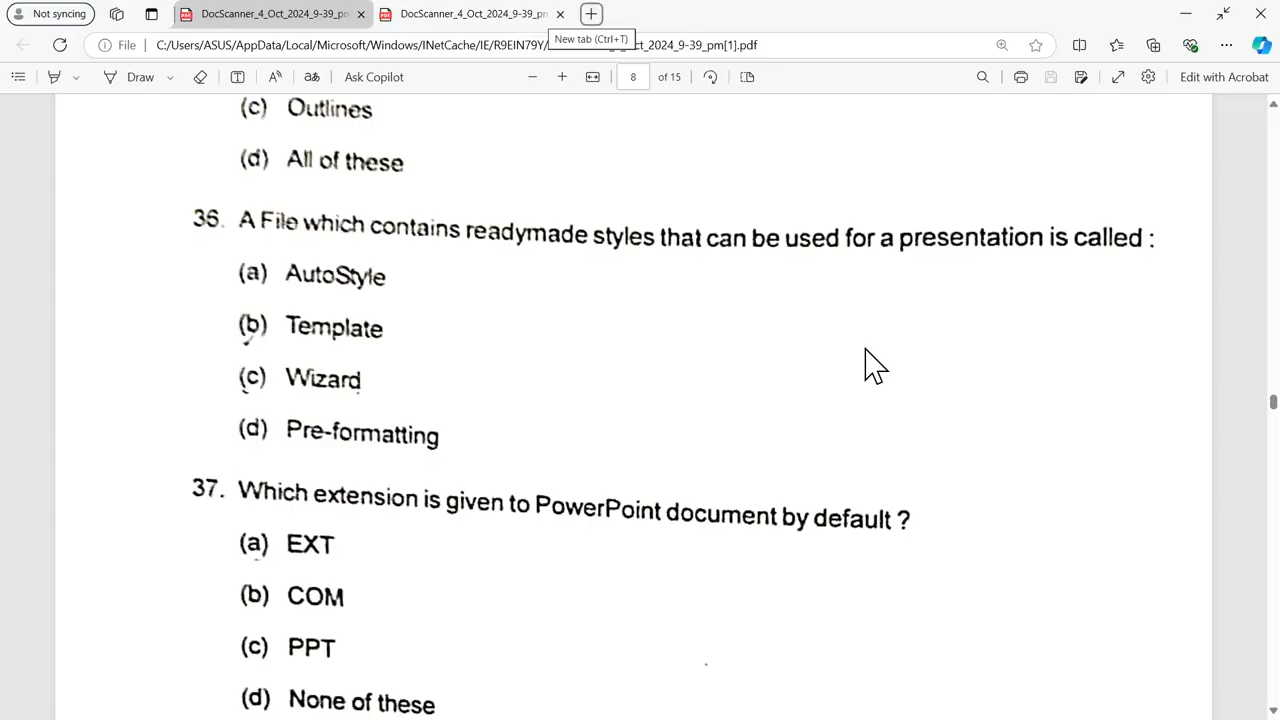 Not syncing
DocScanner_4_Oct_2024_9-39_pm
DocScanner_4_Oct_2024_9-39_pm
New tab (Ctrl+T)
File
C:/Users/ASUS/AppData/Local/Microsoft/Windows/INetCache/IE/R9EIN79Y/
ct_2024_9-39_pm[1].pdf
Draw
Ask Copilot
8 of 15
Edit with Acrobat
(c) Outlines
(d) All of these
36. A File which contains readymade styles that can be used for a presentation is called :
(a) AutoStyle
(b) Template
(c) Wizard
(d) Pre-formatting
37. Which extension is given to PowerPoint document by default ?
(a) EXT
(b) COM
(c) PPT
(d) None of these